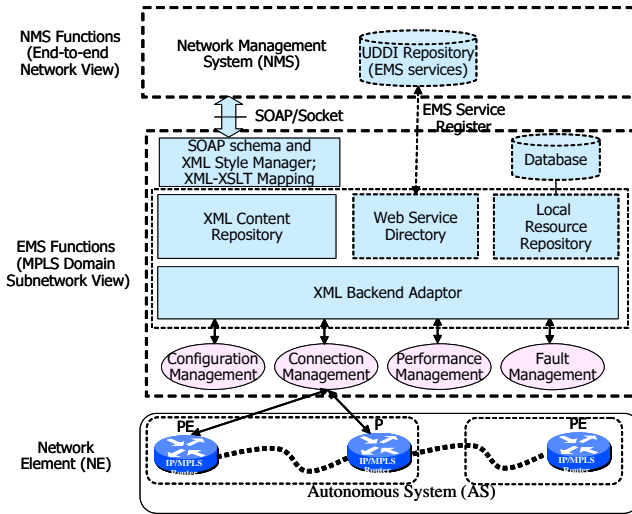 NMS Functions
(End-to-end
Network View)
Network Management
System (NMS)
UDDI Repository
(EMS services)
SOAP/Socket
EMS Service
Register
SOAP schema and
XML Style Manager;
XML-XSLT Mapping
Database
XML Content
Repository
Web Service
Directory
Local
Resource
Repository
EMS Functions
(MPLS Domain
Subnetwork View)
XML Backend Adaptor
Configuration
Management
Connection
Management
Performance
Management
Fault
Management
Network
Element (NE)
PE
IP/MPLS
Router
P
IP/MPLS
Router
PE
IP/MPLS
Router
Autonomous System (AS)